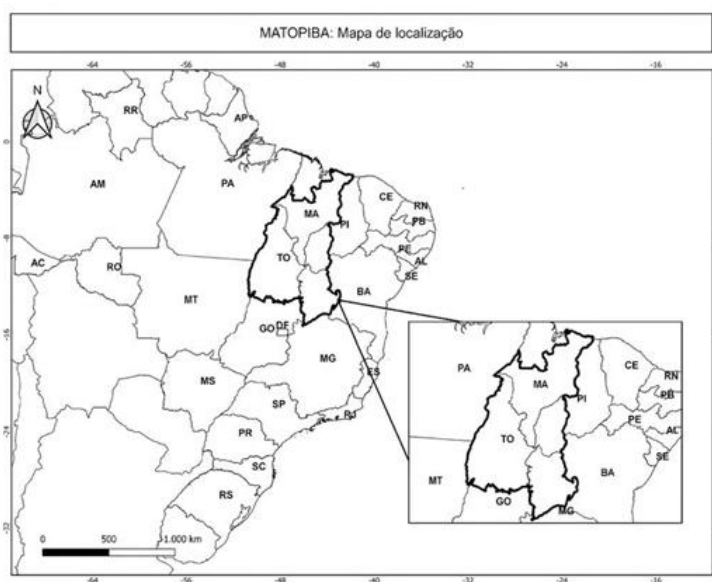 MATOPIBA: Mapa de localização
-64 -56 -48 -40 -32 -24 -16
N
0
-8
-16
-24
-32
RR
AP
AM
PA
CE
RN
MA
PB
PI
PE
AL
AC
RO
TO
SE
BA
MT
GO
DF
MG
ES
MS
SP
RJ
PR
SC
RS
PA
CE
RN
MA
PB
PI
PE
AL
TO
SE
BA
MT
GO
MG
0 500 1.000 km
-64 -56 -48 -40 -32 -24 -16